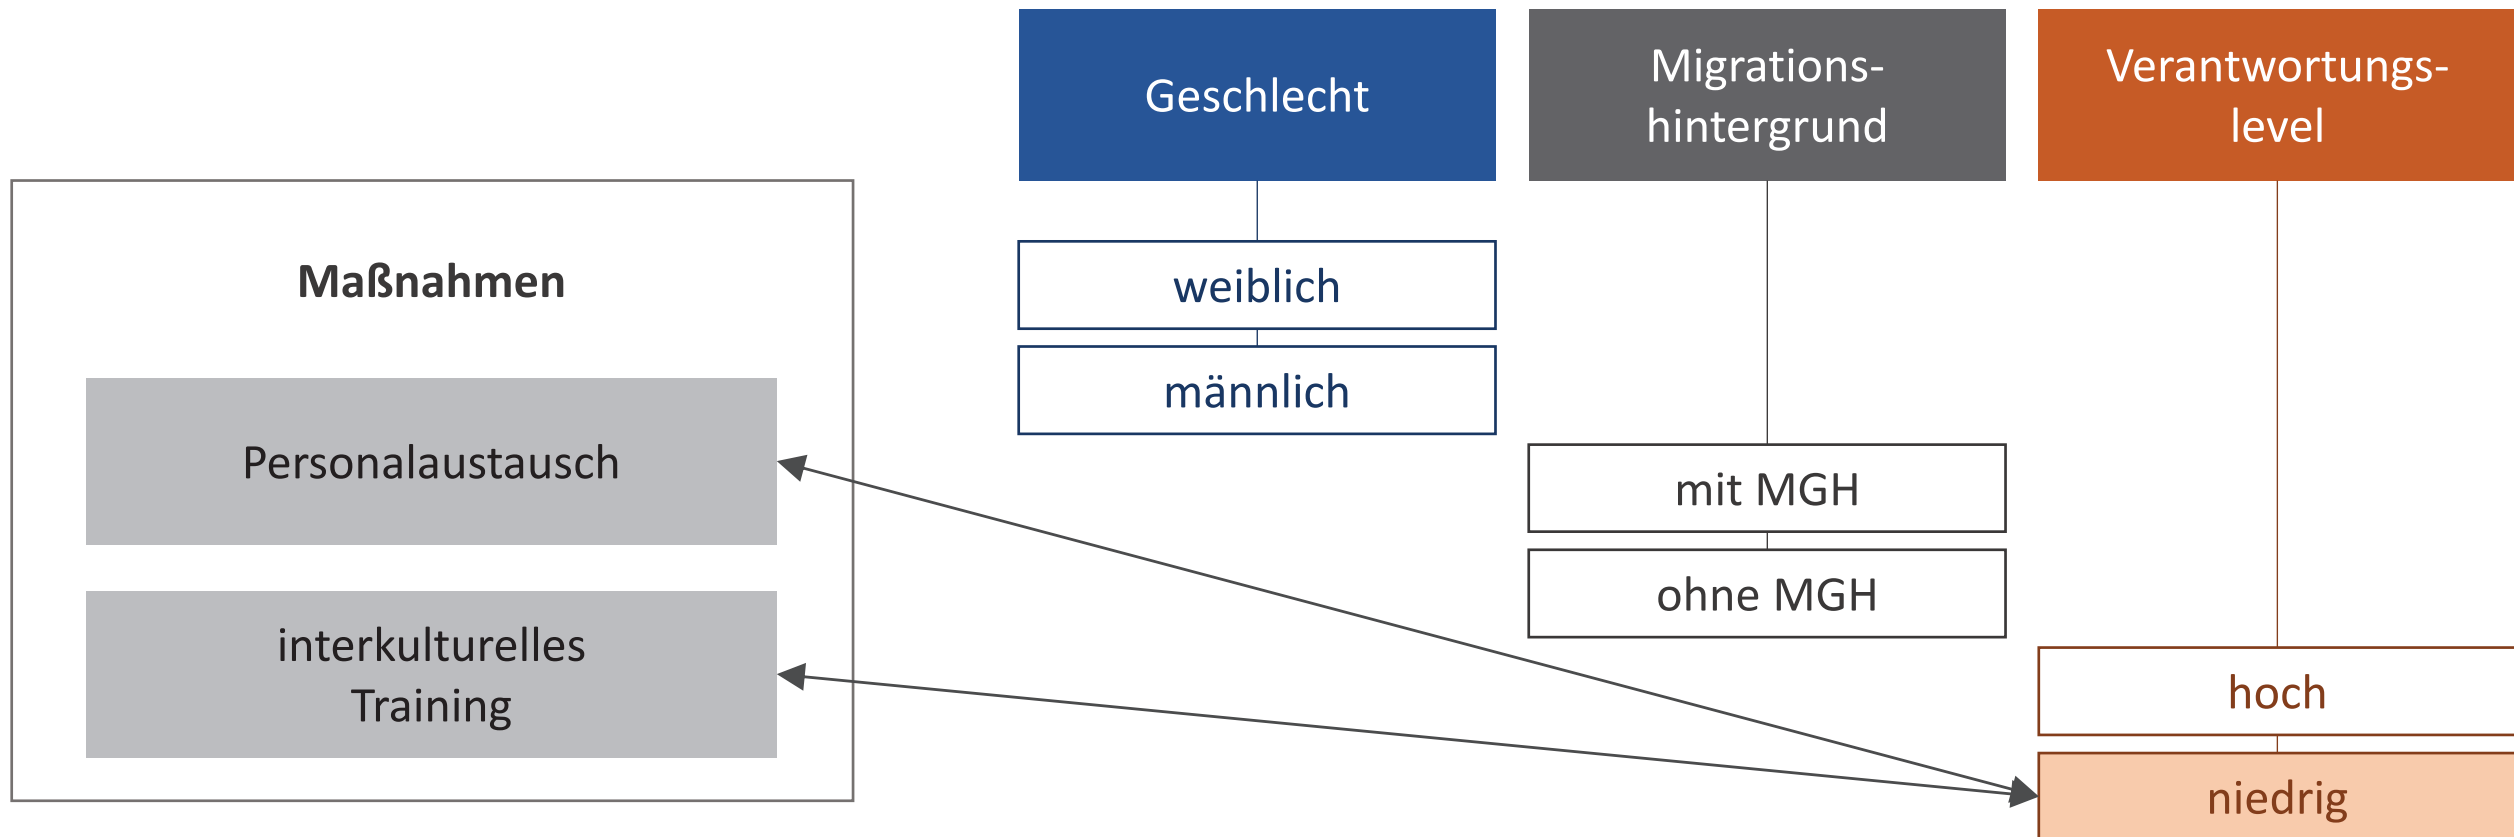 Geschlecht
Migrations-
hintergrund
Verantwortungs-
level
Maßnahmen
weiblich
männlich
Personalaustausch
mit MGH
ohne MGH
interkulturelles
Training
hoch
niedrig